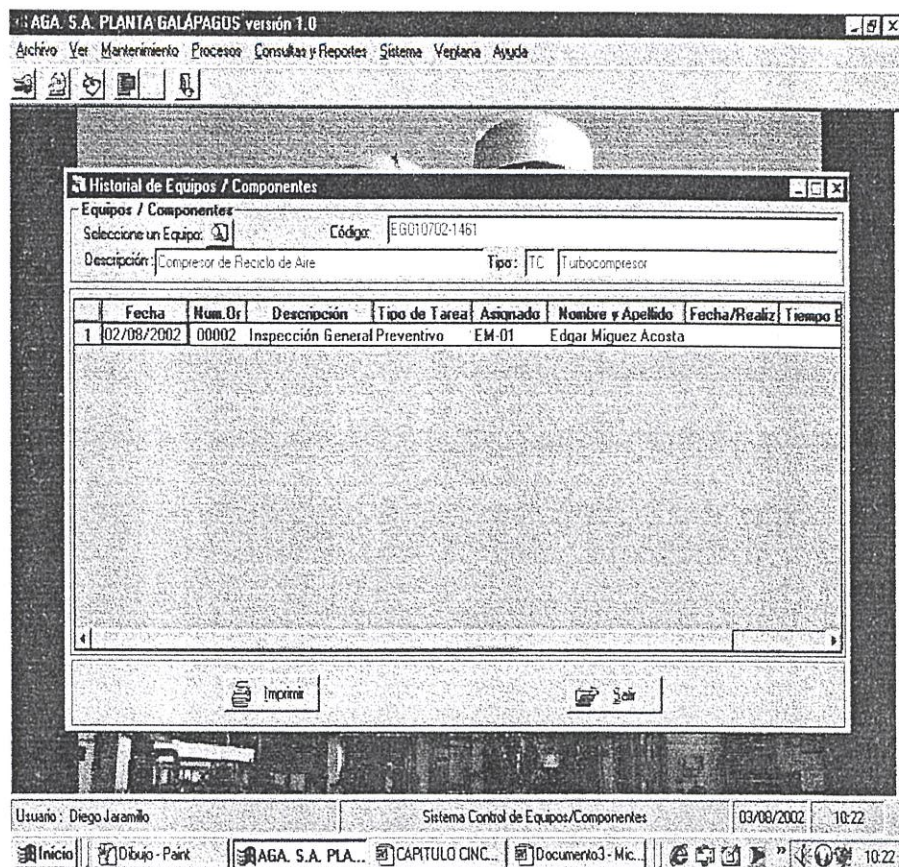 AGA. S.A. PLANTA GALÁPAGOS versión 1.0
Archivo Ver Mantenimiento Procesos Consultas y Reportes Sistema Ventana Ayuda
Historial de Equipos / Componentes
Equipos / Componentes
Seleccione un Equipo: Código: EG010702-1461
Descripción: Compresor de Reciclo de Aire Tipo: TC Turbocompresor
Fecha Num.Or Descripción Tipo de Tarea Asignado Nombre y Apellido Fecha/Realiz Tiempo E
1 02/08/2002 00002 Inspección General Preventivo EM-01 Edgar Miguez Acosta
Imprimir Salir
Usuario : Diego Jaramillo Sistema Control de Equipos/Componentes 03/08/2002 10:22
Inicio Dibujo - Paint AGA. S.A. PLA... CAPITULO CINC... Documento3 - Mic... » 10:22